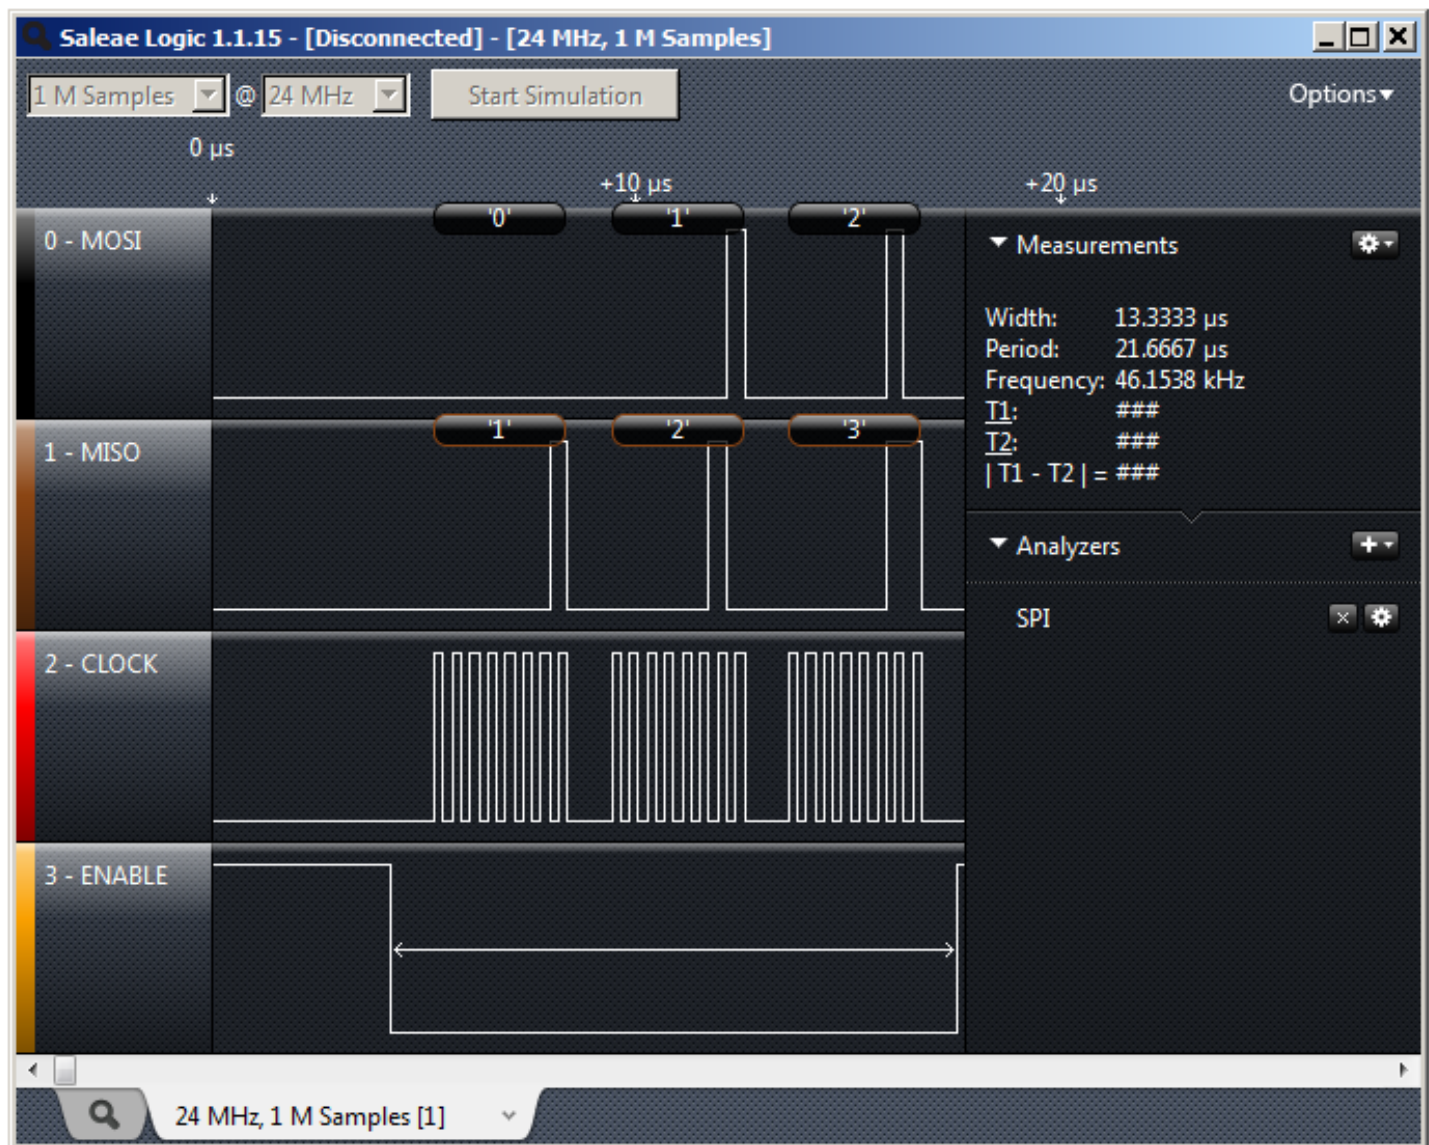 Saleae Logic 1.1.15 - [Disconnected] - [24 MHz, 1 M Samples]
1 M Samples @ 24 MHz Start Simulation Options
0 µs
+10 µs +20 µs
0 - MOSI '0' '1' '2'
Measurements
Width: 13.3333 µs
Period: 21.6667 µs
Frequency: 46.1538 kHz
T1: ###
T2: ###
| T1 - T2 | = ###
1 - MISO '1' '2' '3'
Analyzers
SPI
2 - CLOCK
3 - ENABLE
24 MHz, 1 M Samples [1]